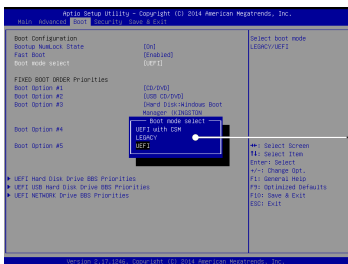 Aptio Setup Utility – Copyright (C) 2014 American Megatrends, Inc.
Main Advanced Boot Security Save & Exit
Boot Configuration
Bootup NumLock State [On]
Fast Boot [Enabled]
Boot mode select [UEFI]
FIXED BOOT ORDER Priorities
Boot Option #1 [CD/DVD]
Boot Option #2 [USB CD/DVD]
Boot Option #3 [Hard Disk:Windows Boot
Manager (KINGSTON
Boot mode select
UEFI with CSM
LEGACY
UEFI
Boot Option #4
Boot Option #5
UEFI Hard Disk Drive BBS Priorities
UEFI USB Hard Disk Drive BBS Priorities
UEFI NETWORK Drive BBS Priorities
Select boot mode
LEGACY/UEFI
→←: Select Screen
↑↓: Select Item
Enter: Select
+/-: Change Opt.
F1: General Help
F9: Optimized Defaults
F10: Save & Exit
ESC: Exit
Version 2.17.1246. Copyright (C) 2014 American Megatrends, Inc.